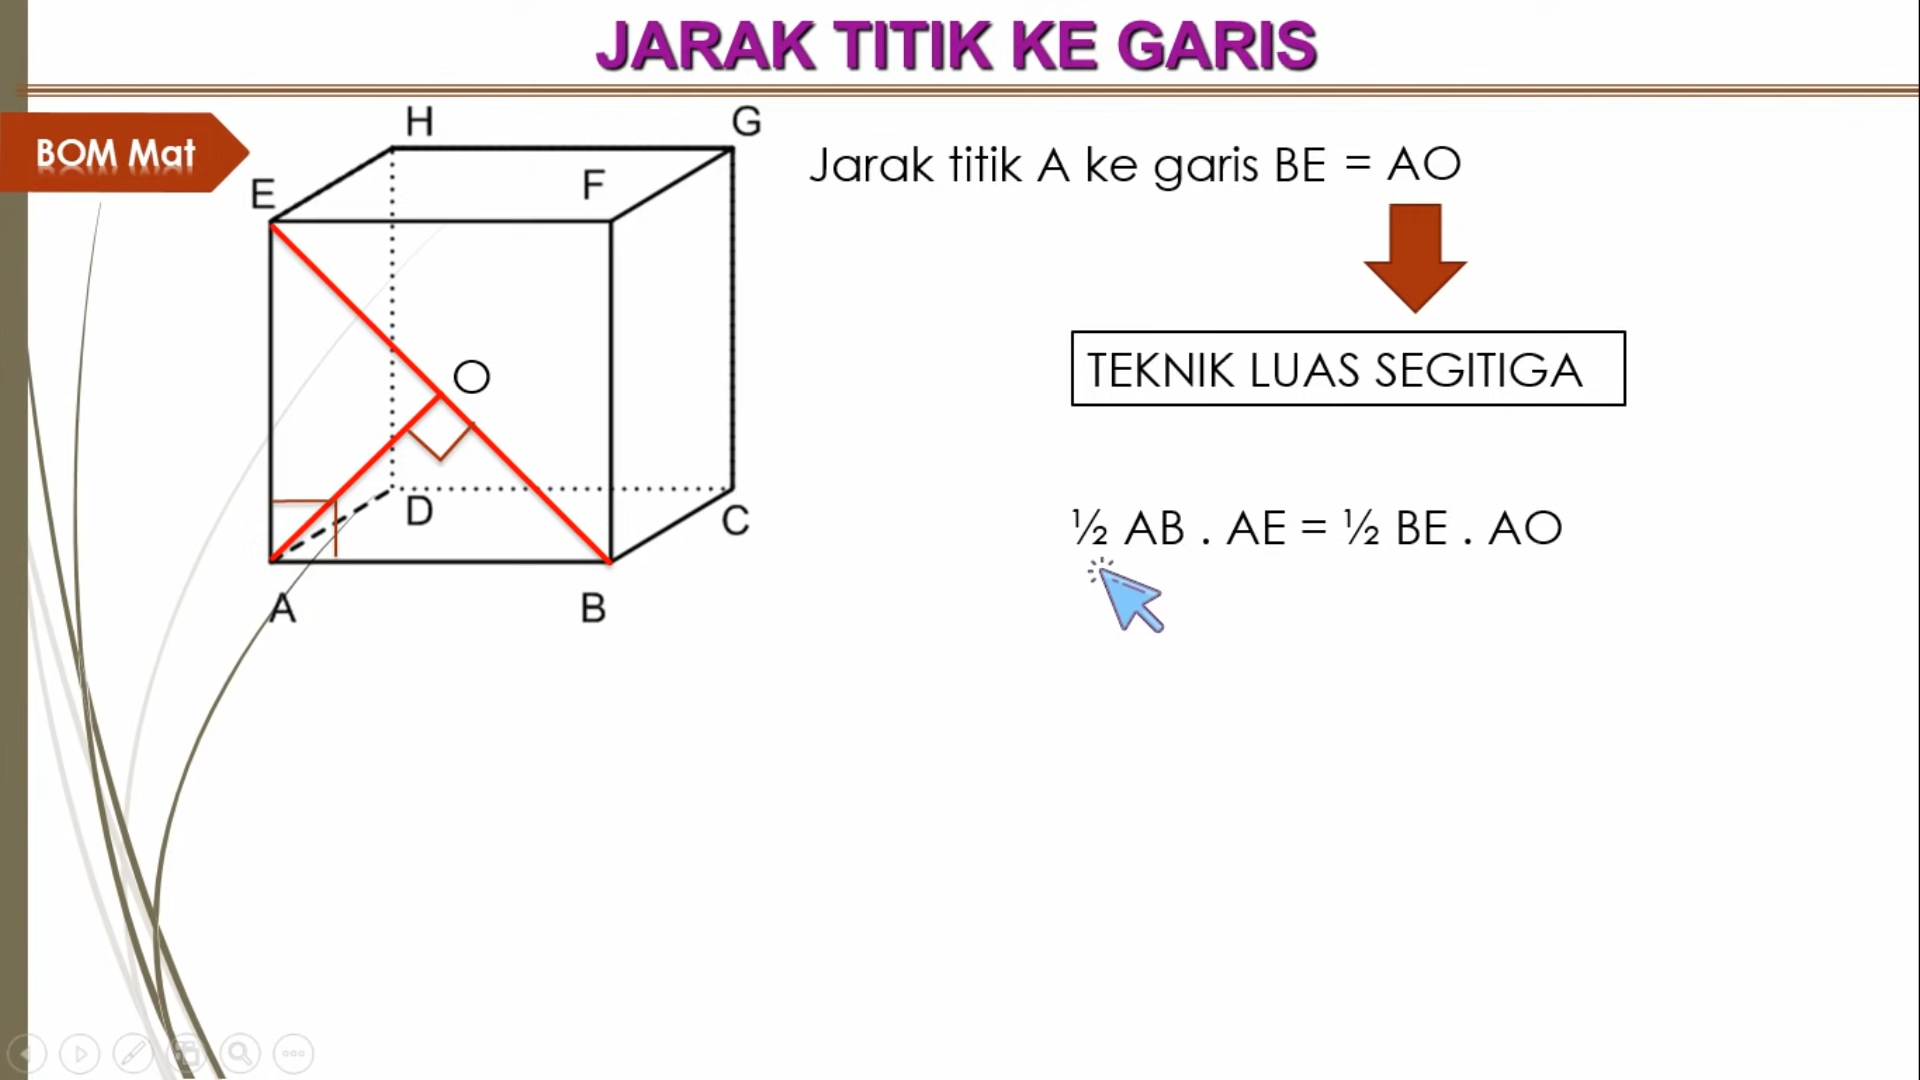 JARAK TITIK KE GARIS
BOM Mat
H
G
E
F
O
D
C
A
B
Jarak titik A ke garis BE = AO
TEKNIK LUAS SEGITIGA
½ AB . AE = ½ BE . AO